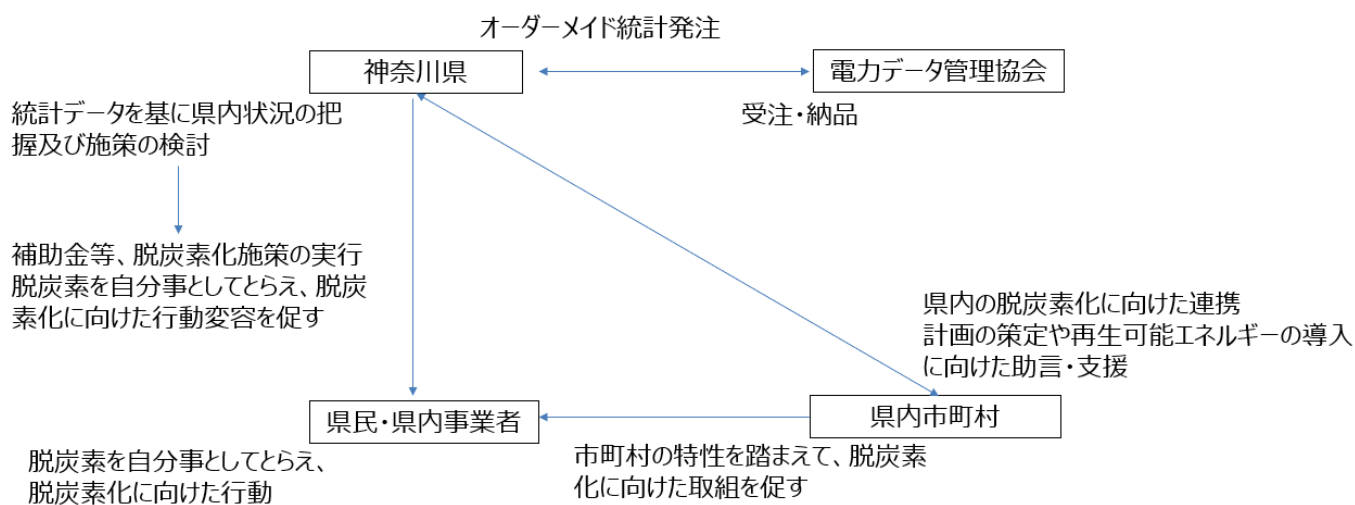 オーダーメイド統計発注
神奈川県
電力データ管理協会
受注・納品
統計データを基に県内状況の把
握及び施策の検討
補助金等、脱炭素化施策の実行
脱炭素を自分事としてとらえ、脱炭
素化に向けた行動変容を促す
県内の脱炭素化に向けた連携
計画の策定や再生可能エネルギーの導入
に向けた助言・支援
県民・県内事業者
県内市町村
脱炭素を自分事としてとらえ、
脱炭素化に向けた行動
市町村の特性を踏まえて、脱炭素
化に向けた取組を促す